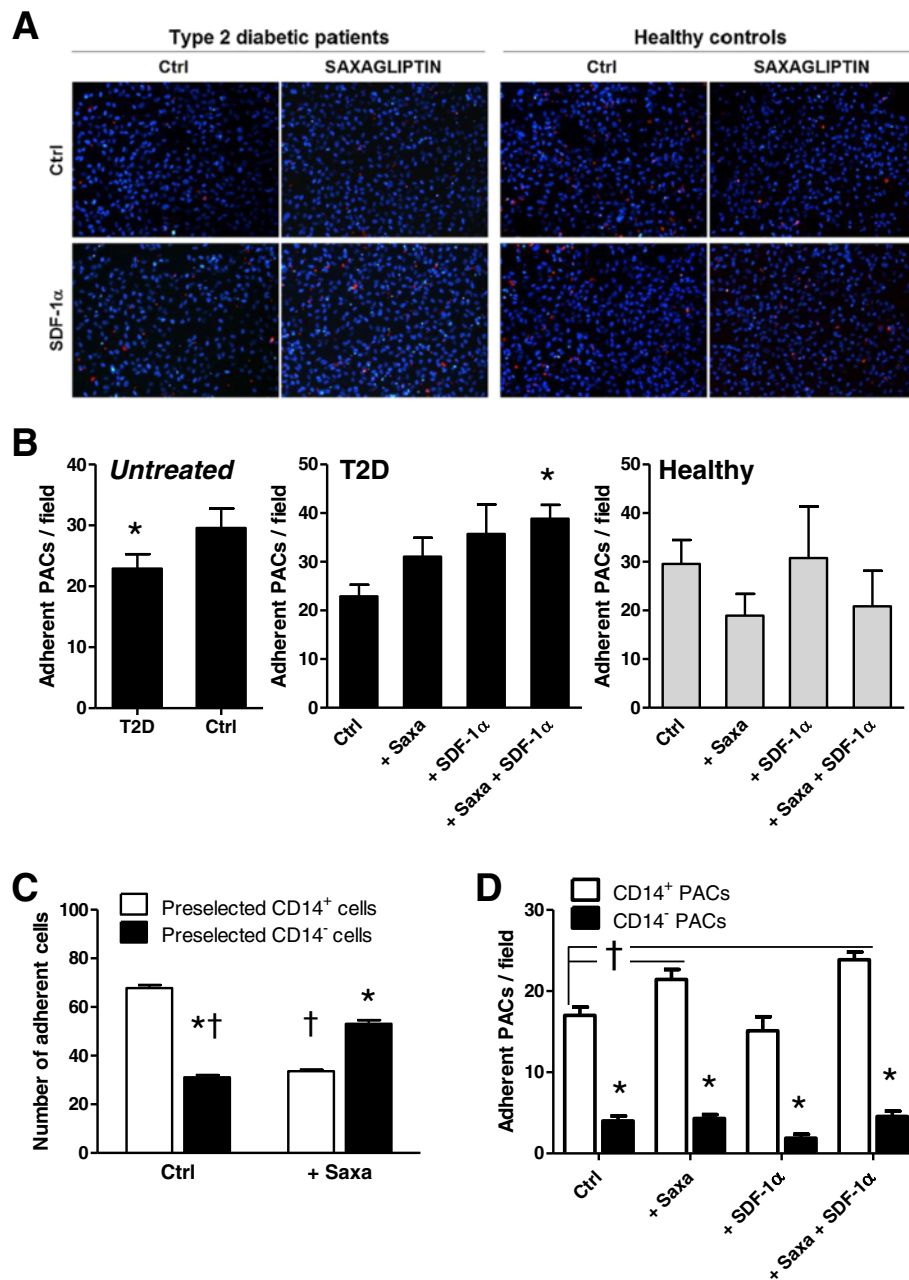 A
Type 2 diabetic patients
Healthy controls
Ctrl
SAXAGLIPTIN
Ctrl
SAXAGLIPTIN
Ctrl
SDF-1α
B
Untreated
Adherent PACs / field
40
30
20
10
0
*
T2D
Ctrl
T2D
Adherent PACs / field
50
40
30
20
10
0
*
Ctrl
+ Saxa
+ SDF-1α
+ Saxa + SDF-1α
Healthy
Adherent PACs / field
50
40
30
20
10
0
Ctrl
+ Saxa
+ SDF-1α
+ Saxa + SDF-1α
C
Preselected CD14+ cells
Preselected CD14- cells
Number of adherent cells
100
80
60
40
20
0
*†
†
*
Ctrl
+ Saxa
D
CD14+ PACs
CD14- PACs
Adherent PACs / field
30
20
10
0
†
*
*
*
*
Ctrl
+ Saxa
+ SDF-1α
+ Saxa + SDF-1α